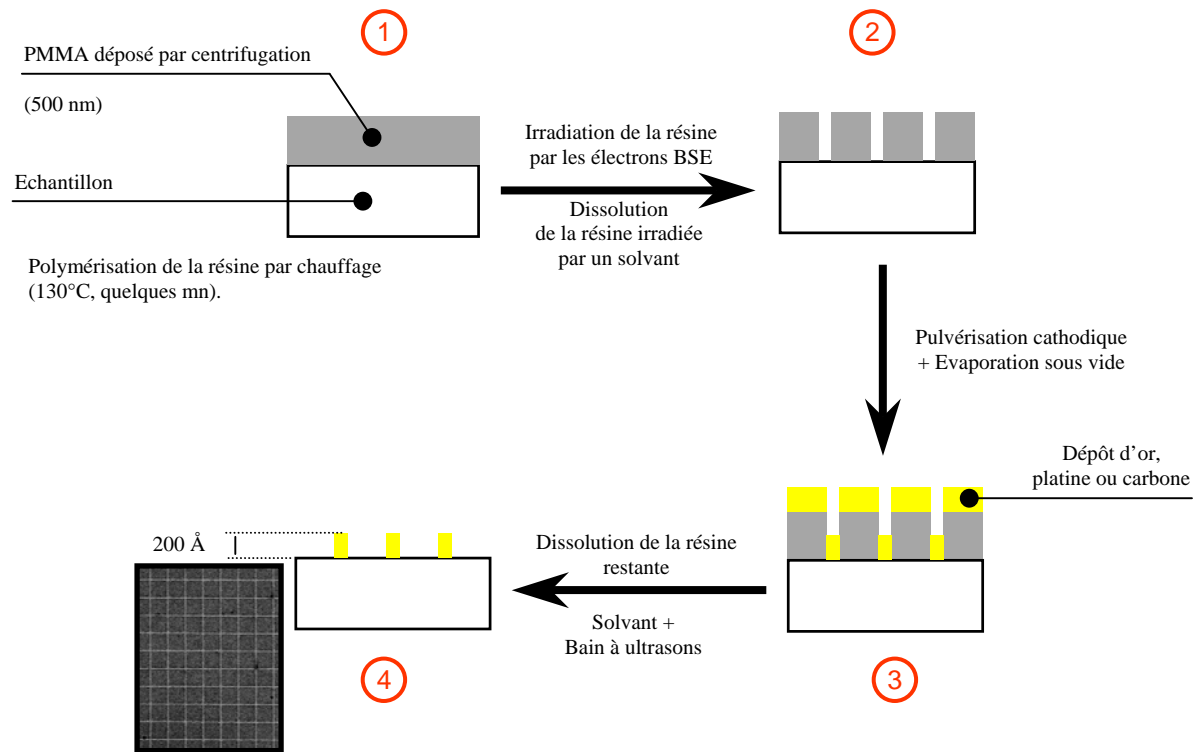 1
PMMA déposé par centrifugation
(500 nm)
Echantillon
Polymérisation de la résine par chauffage
(130°C, quelques mn).
Irradiation de la résine
par les électrons BSE
Dissolution
de la résine irradiée
par un solvant
2
Pulvérisation cathodique
+ Evaporation sous vide
Dépôt d’or,
platine ou carbone
3
Dissolution de la résine
restante
Solvant +
Bain à ultrasons
200 Å
4